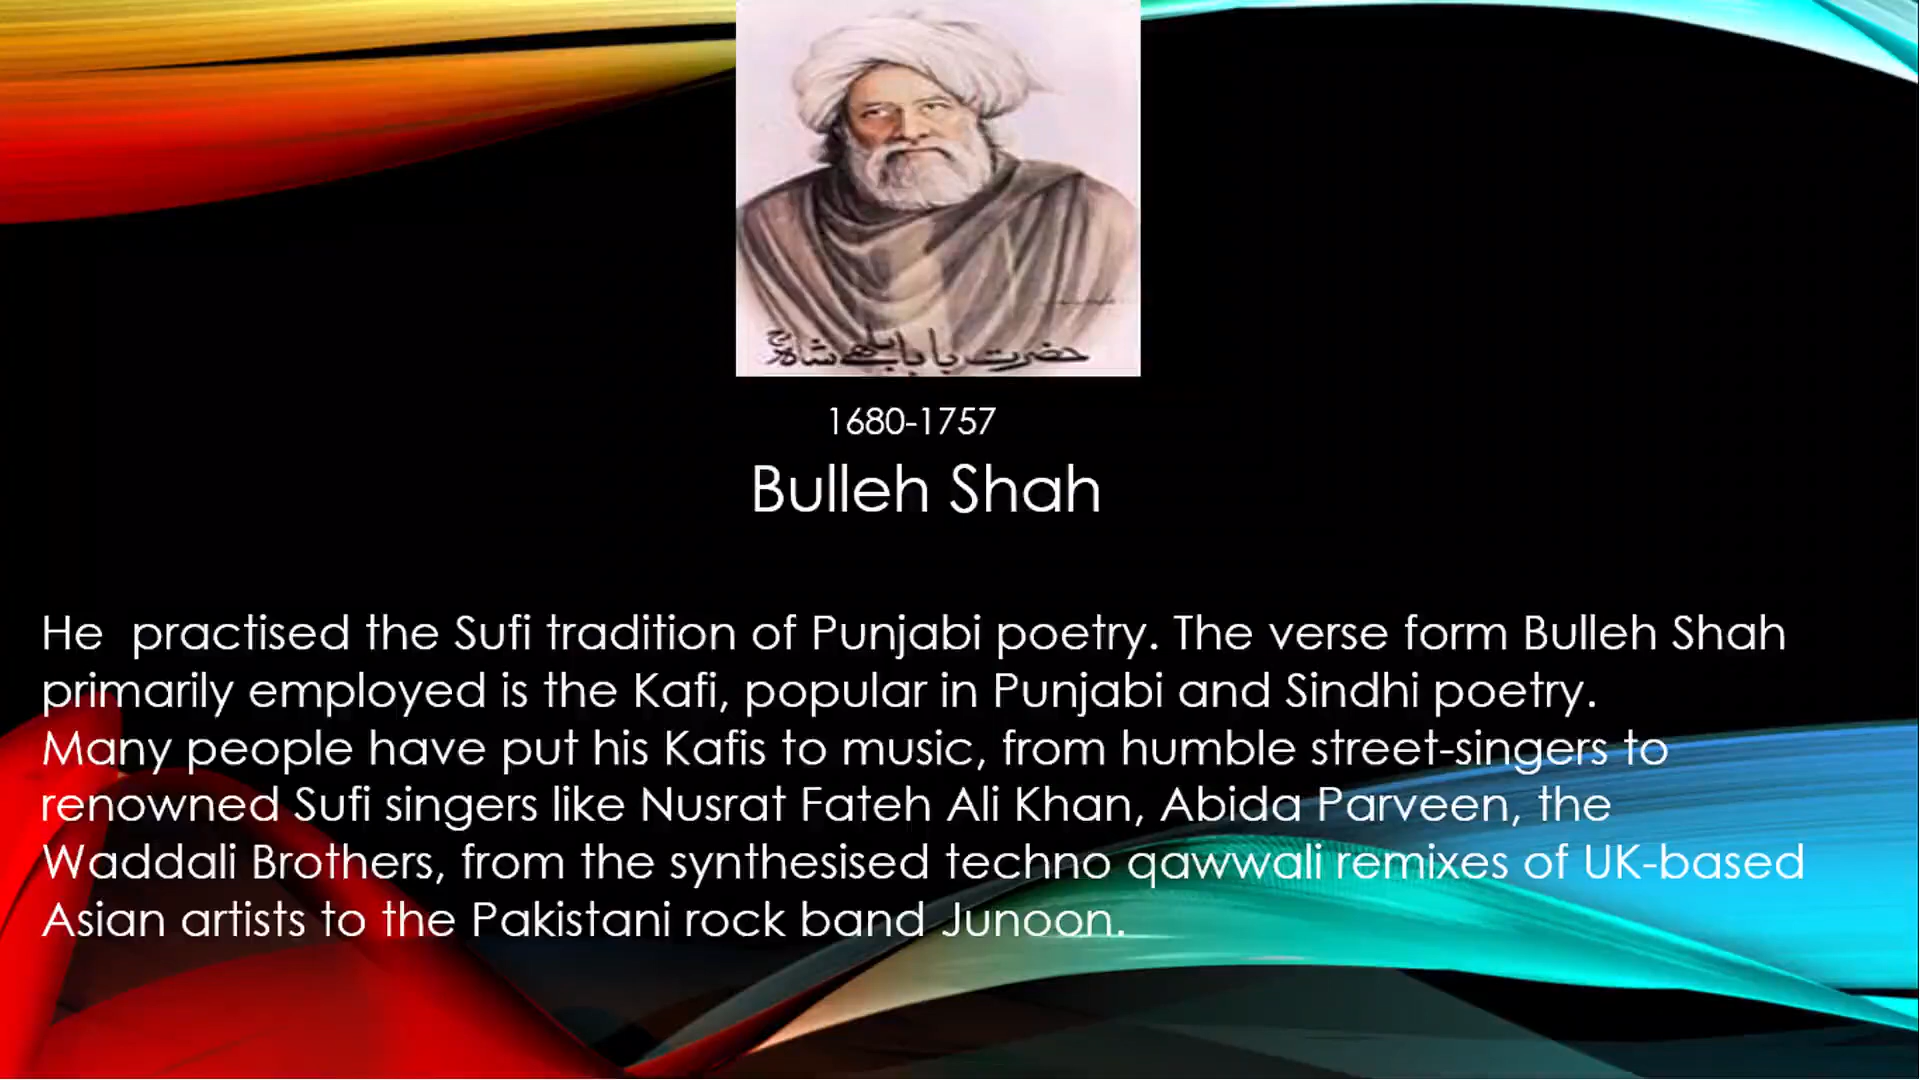 حضرت بابا بلھے شاہ
1680-1757
Bulleh Shah
He  practised the Sufi tradition of Punjabi poetry. The verse form Bulleh Shah
primarily employed is the Kafi, popular in Punjabi and Sindhi poetry.
Many people have put his Kafis to music, from humble street-singers to
renowned Sufi singers like Nusrat Fateh Ali Khan, Abida Parveen, the
Waddali Brothers, from the synthesised techno qawwali remixes of UK-based
Asian artists to the Pakistani rock band Junoon.